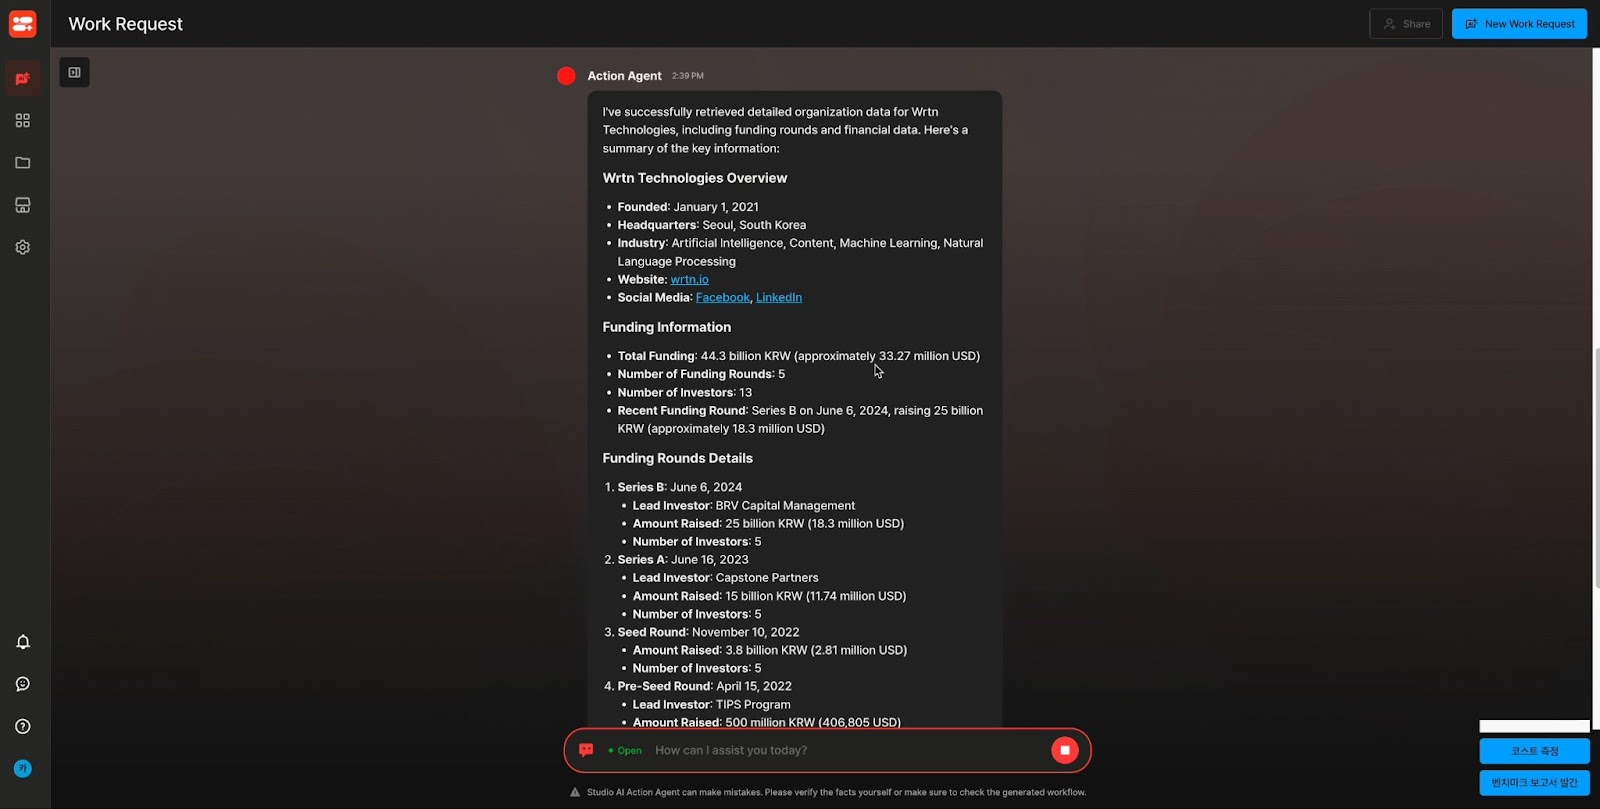 Work Request
Share
New Work Request
Action Agent 2:39 PM
I've successfully retrieved detailed organization data for Wrtn
Technologies, including funding rounds and financial data. Here's a
summary of the key information:
Wrtn Technologies Overview
• Founded: January 1, 2021
• Headquarters: Seoul, South Korea
• Industry: Artificial Intelligence, Content, Machine Learning, Natural
Language Processing
• Website: wrtn.io
• Social Media: Facebook, LinkedIn
Funding Information
• Total Funding: 44.3 billion KRW (approximately 33.27 million USD)
• Number of Funding Rounds: 5
• Number of Investors: 13
• Recent Funding Round: Series B on June 6, 2024, raising 25 billion
KRW (approximately 18.3 million USD)
Funding Rounds Details
1. Series B: June 6, 2024
• Lead Investor: BRV Capital Management
• Amount Raised: 25 billion KRW (18.3 million USD)
• Number of Investors: 5
2. Series A: June 16, 2023
• Lead Investor: Capstone Partners
• Amount Raised: 15 billion KRW (11.74 million USD)
• Number of Investors: 5
3. Seed Round: November 10, 2022
• Amount Raised: 3.8 billion KRW (2.81 million USD)
• Number of Investors: 5
4. Pre-Seed Round: April 15, 2022
• Lead Investor: TIPS Program
• Amount Raised: 500 million KRW (406,805 USD)
Open How can I assist you today?
Studio AI Action Agent can make mistakes. Please verify the facts yourself or make sure to check the generated workflow.
카
코스트 측정
벤치마크 보고서 발간